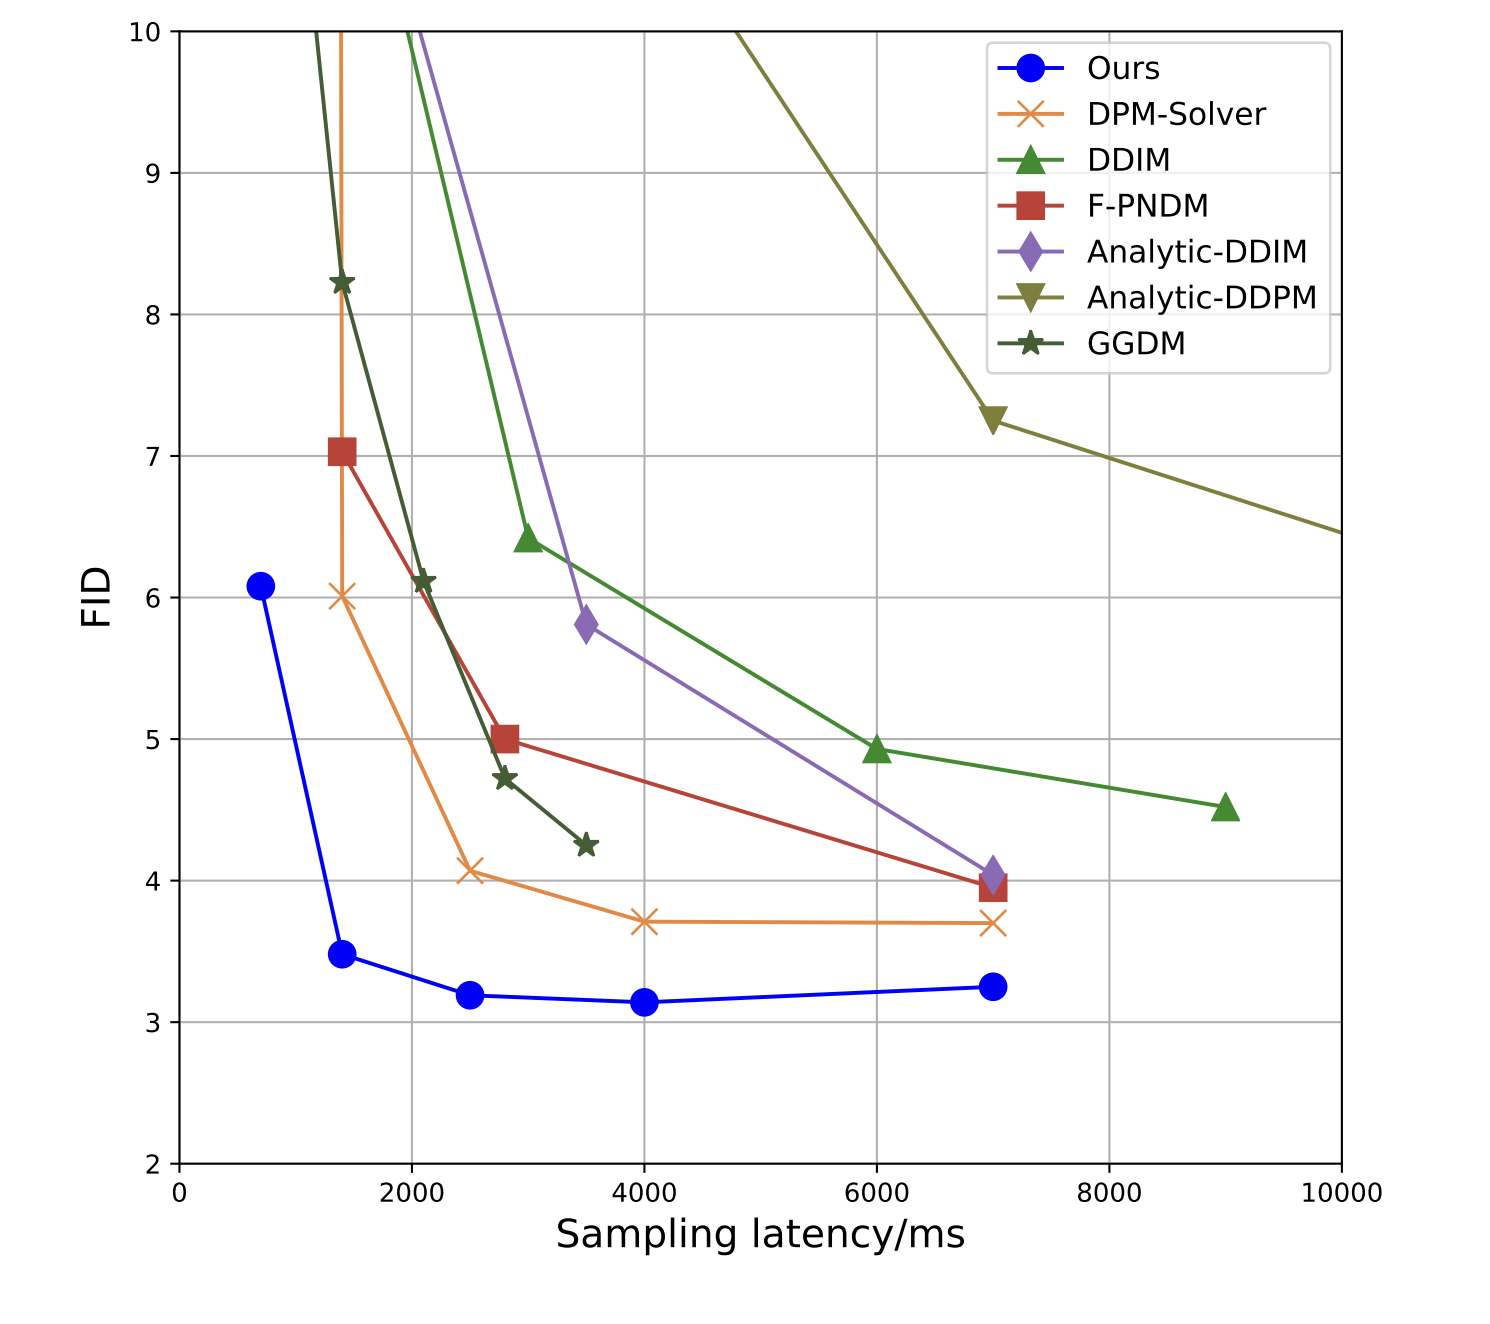 10
9
8
7
6
5
4
3
2
FID
0 2000 4000 6000 8000 10000
Sampling latency/ms
Ours
DPM-Solver
DDIM
F-PNDM
Analytic-DDIM
Analytic-DDPM
GGDM